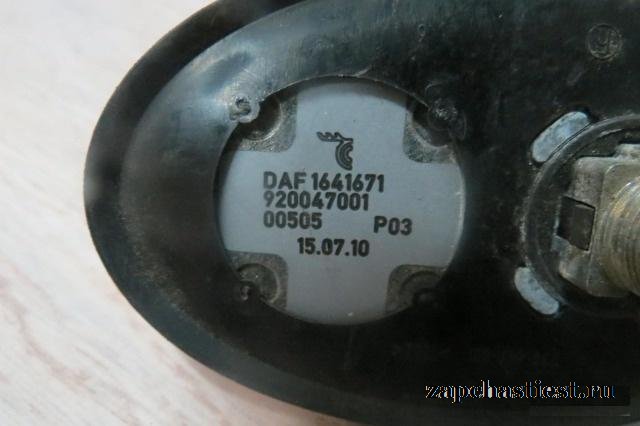 DAF 1641671
920047001
00505 P03
15.07.10
zapchastiest.ru